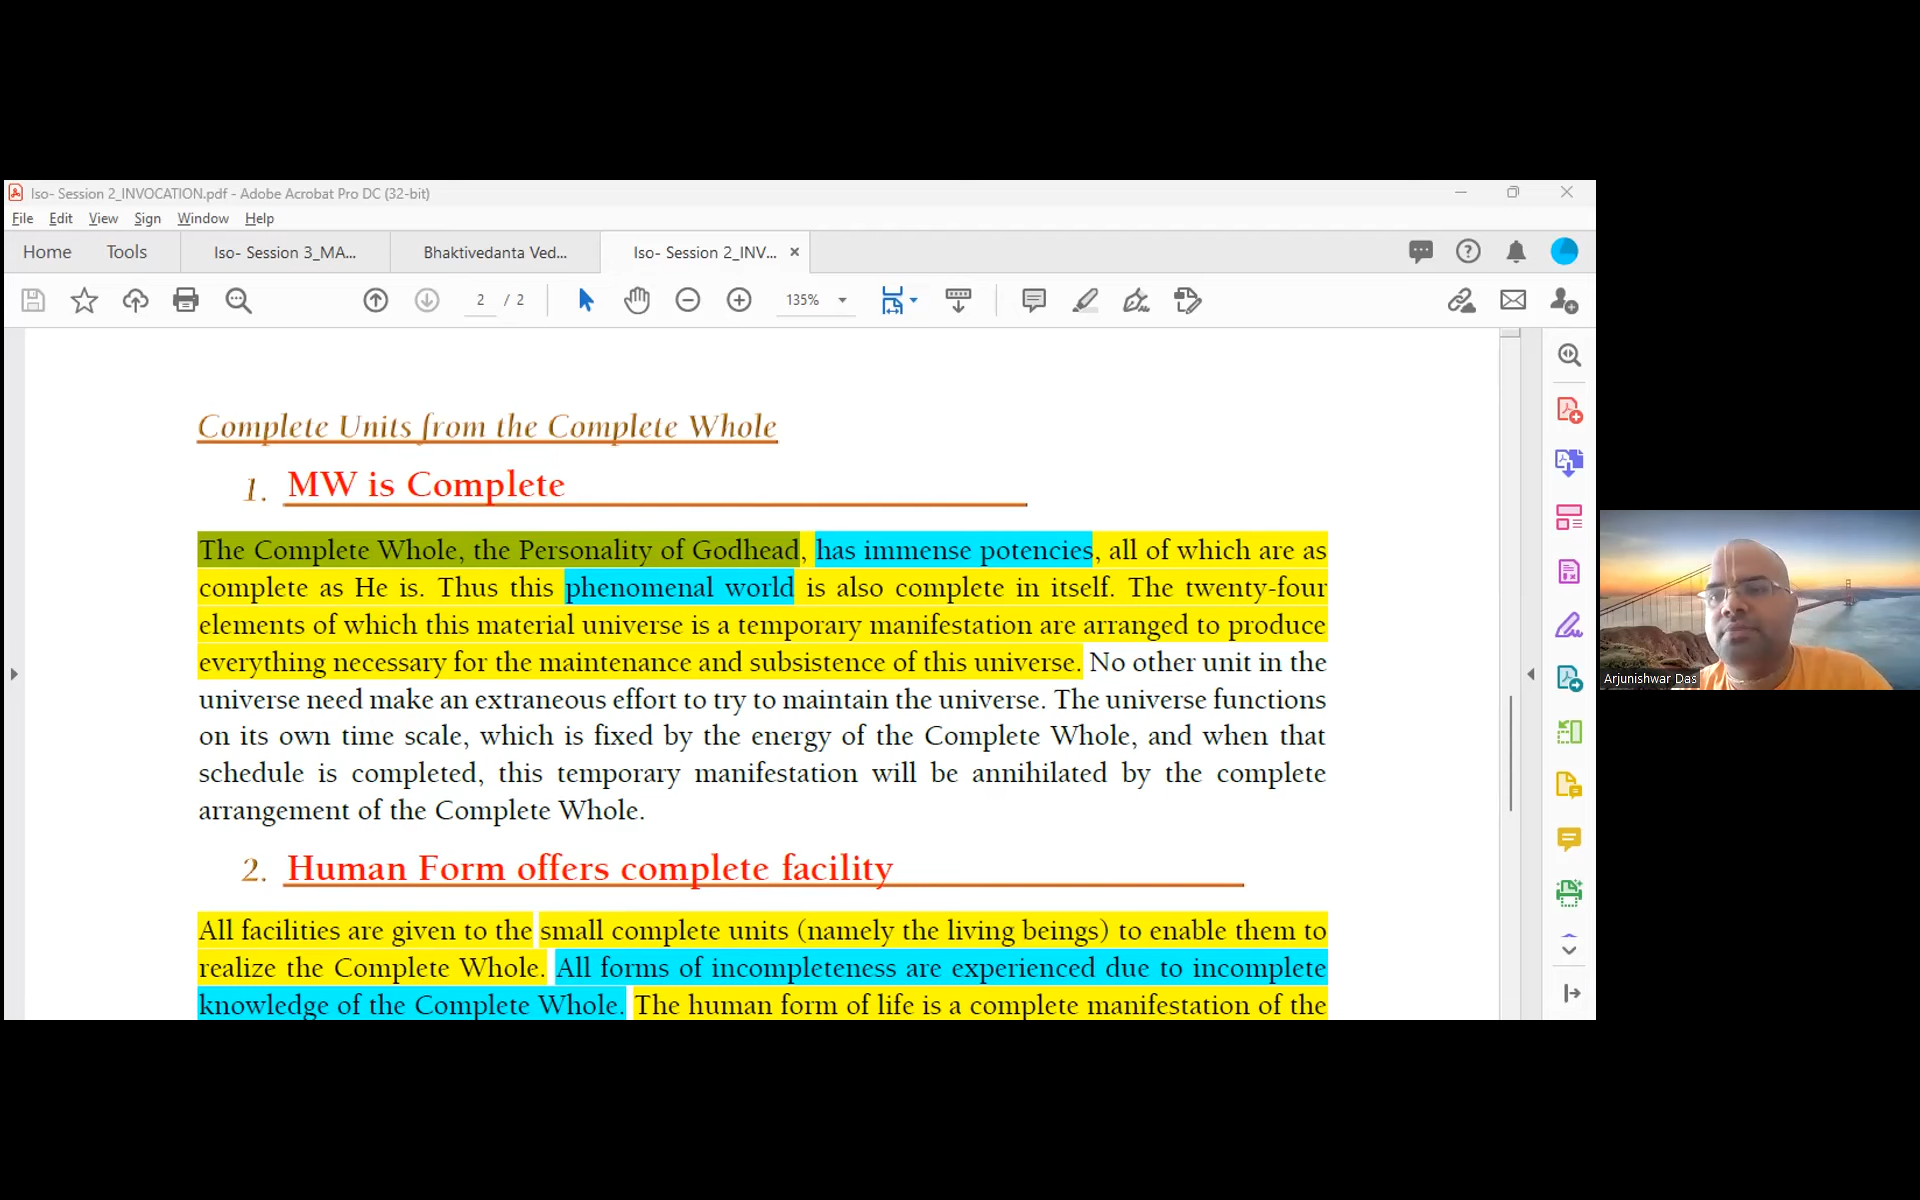 Iso- Session 2_INVOCATION.pdf - Adobe Acrobat Pro DC (32-bit)
File Edit View Sign Window Help
Home Tools Iso- Session 3_MA... Bhaktivedanta Ved... Iso- Session 2_INV...
2 / 2 135%
Complete Units from the Complete Whole
1. MW is Complete
The Complete Whole, the Personality of Godhead, has immense potencies, all of which are as
complete as He is. Thus this phenomenal world is also complete in itself. The twenty-four
elements of which this material universe is a temporary manifestation are arranged to produce
everything necessary for the maintenance and subsistence of this universe. No other unit in the
universe need make an extraneous effort to try to maintain the universe. The universe functions
on its own time scale, which is fixed by the energy of the Complete Whole, and when that
schedule is completed, this temporary manifestation will be annihilated by the complete
arrangement of the Complete Whole.
2. Human Form offers complete facility
All facilities are given to the small complete units (namely the living beings) to enable them to
realize the Complete Whole. All forms of incompleteness are experienced due to incomplete
knowledge of the Complete Whole. The human form of life is a complete manifestation of the
Arjunishwar Das